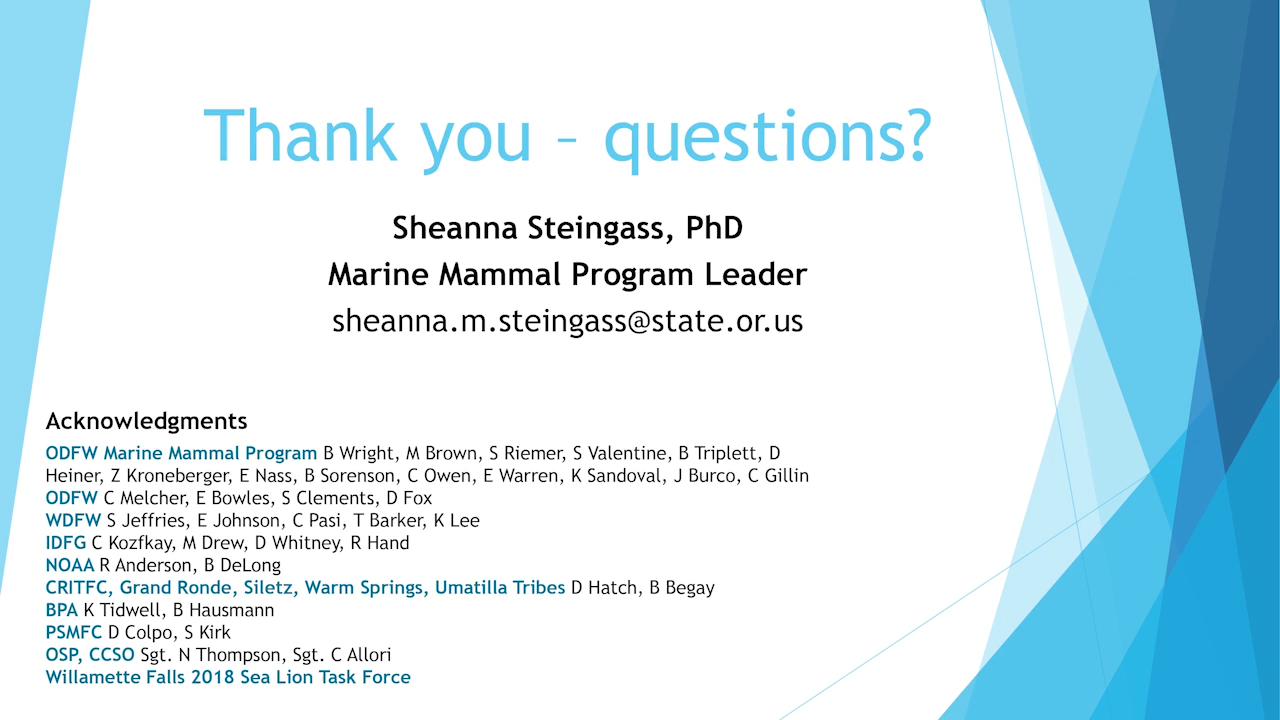 Thank you – questions?
Sheanna Steingass, PhD
Marine Mammal Program Leader
sheanna.m.steingass@state.or.us
Acknowledgments
ODFW Marine Mammal Program B Wright, M Brown, S Riemer, S Valentine, B Triplett, D
Heiner, Z Kroneberger, E Nass, B Sorenson, C Owen, E Warren, K Sandoval, J Burco, C Gillin
ODFW C Melcher, E Bowles, S Clements, D Fox
WDFW S Jeffries, E Johnson, C Pasi, T Barker, K Lee
IDFG C Kozfkay, M Drew, D Whitney, R Hand
NOAA R Anderson, B DeLong
CRITFC, Grand Ronde, Siletz, Warm Springs, Umatilla Tribes D Hatch, B Begay
BPA K Tidwell, B Hausmann
PSMFC D Colpo, S Kirk
OSP, CCSO Sgt. N Thompson, Sgt. C Allori
Willamette Falls 2018 Sea Lion Task Force